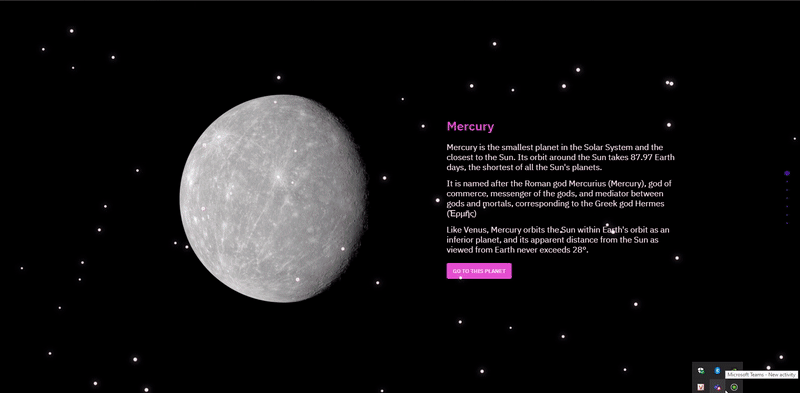 Mercury
Mercury is the smallest planet in the Solar System and the
closest to the Sun. Its orbit around the Sun takes 87.97 Earth
days, the shortest of all the Sun's planets.
It is named after the Roman god Mercurius (Mercury), god of
commerce, messenger of the gods, and mediator between
gods and mortals, corresponding to the Greek god Hermes
(Ἑρμῆς)
Like Venus, Mercury orbits the Sun within Earth's orbit as an
inferior planet, and its apparent distance from the Sun as
viewed from Earth never exceeds 28°.
GO TO THIS PLANET
Microsoft Teams - New activity